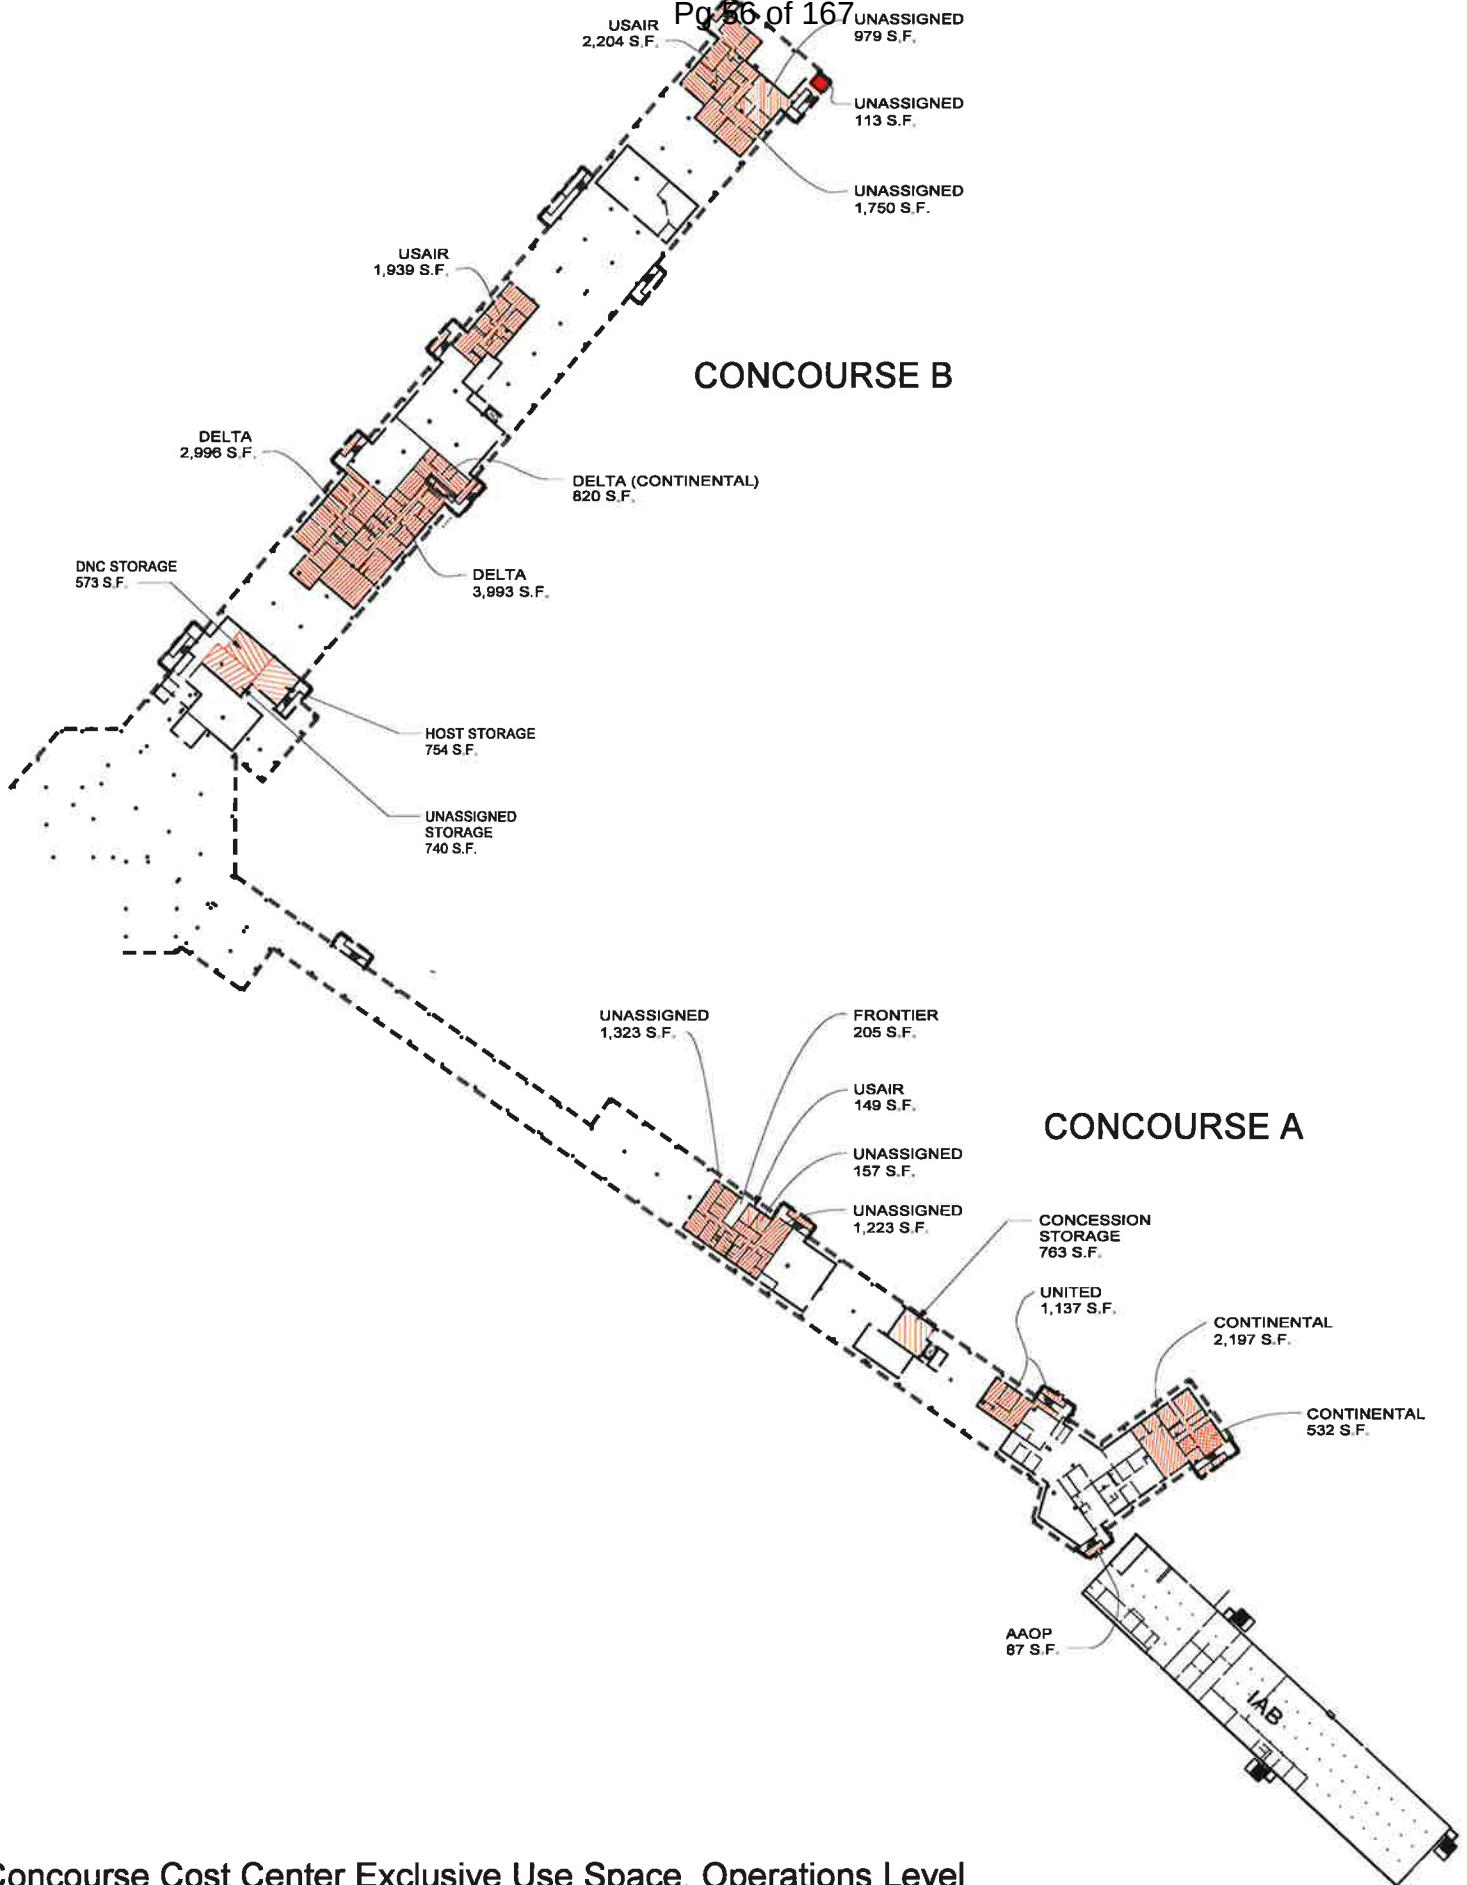 Pg 56 of 167
USAIR
2,204 S.F.
UNASSIGNED
979 S.F.
UNASSIGNED
113 S.F.
UNASSIGNED
1,750 S.F.
USAIR
1,939 S.F.
CONCOURSE B
DELTA
2,996 S.F.
DELTA (CONTINENTAL)
820 S.F.
DNC STORAGE
573 S.F.
DELTA
3,993 S.F.
HOST STORAGE
754 S.F.
UNASSIGNED
STORAGE
740 S.F.
UNASSIGNED
1,323 S.F.
FRONTIER
205 S.F.
USAIR
149 S.F.
CONCOURSE A
UNASSIGNED
157 S.F.
UNASSIGNED
1,223 S.F.
CONCESSION
STORAGE
763 S.F.
UNITED
1,137 S.F.
CONTINENTAL
2,197 S.F.
CONTINENTAL
532 S.F.
AAOP
87 S.F.
IAB
Concourse Cost Center Exclusive Use Space, Operations Level